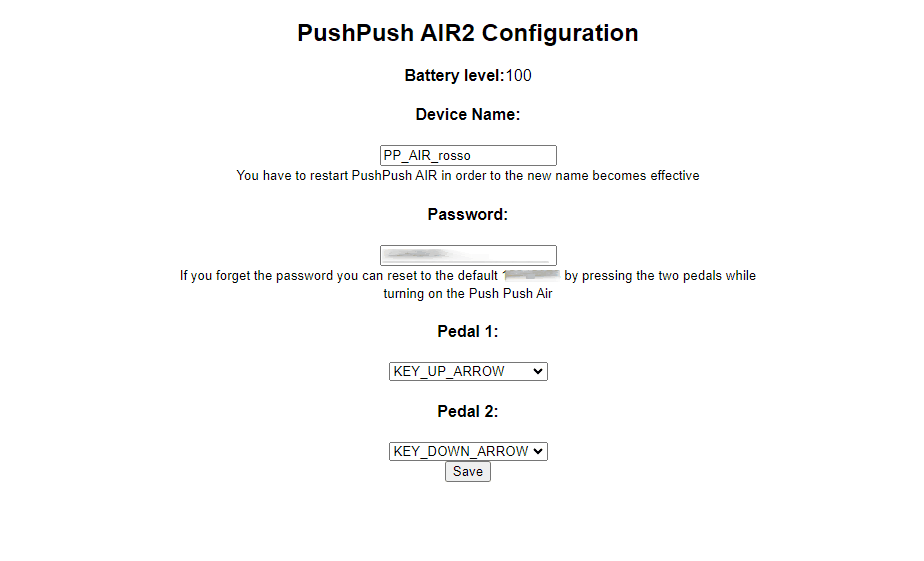 PushPush AIR2 Configuration
Battery level:100
Device Name:
PP_AIR_rosso
You have to restart PushPush AIR in order to the new name becomes effective
Password:
If you forget the password you can reset to the default by pressing the two pedals while
turning on the Push Push Air
Pedal 1:
KEY_UP_ARROW
Pedal 2:
KEY_DOWN_ARROW
Save